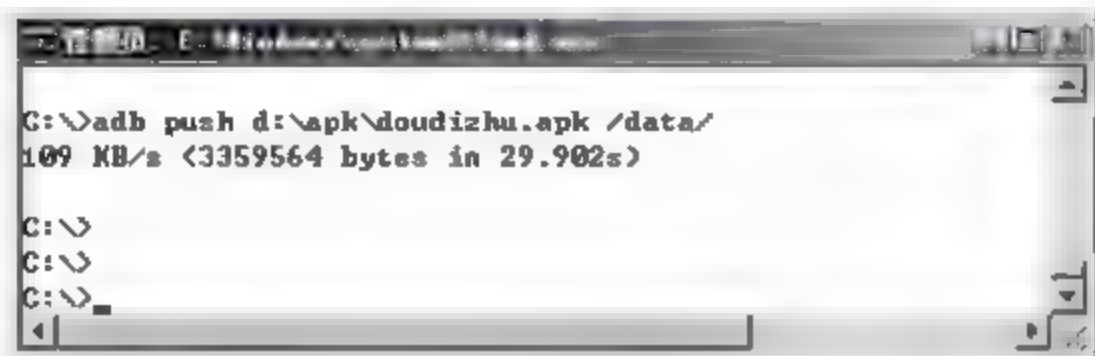 C:\>adb push d:\apk\doudizhu.apk /data/
109 KB/s (3359564 bytes in 29.902s)
C:\>
C:\>
C:\>_